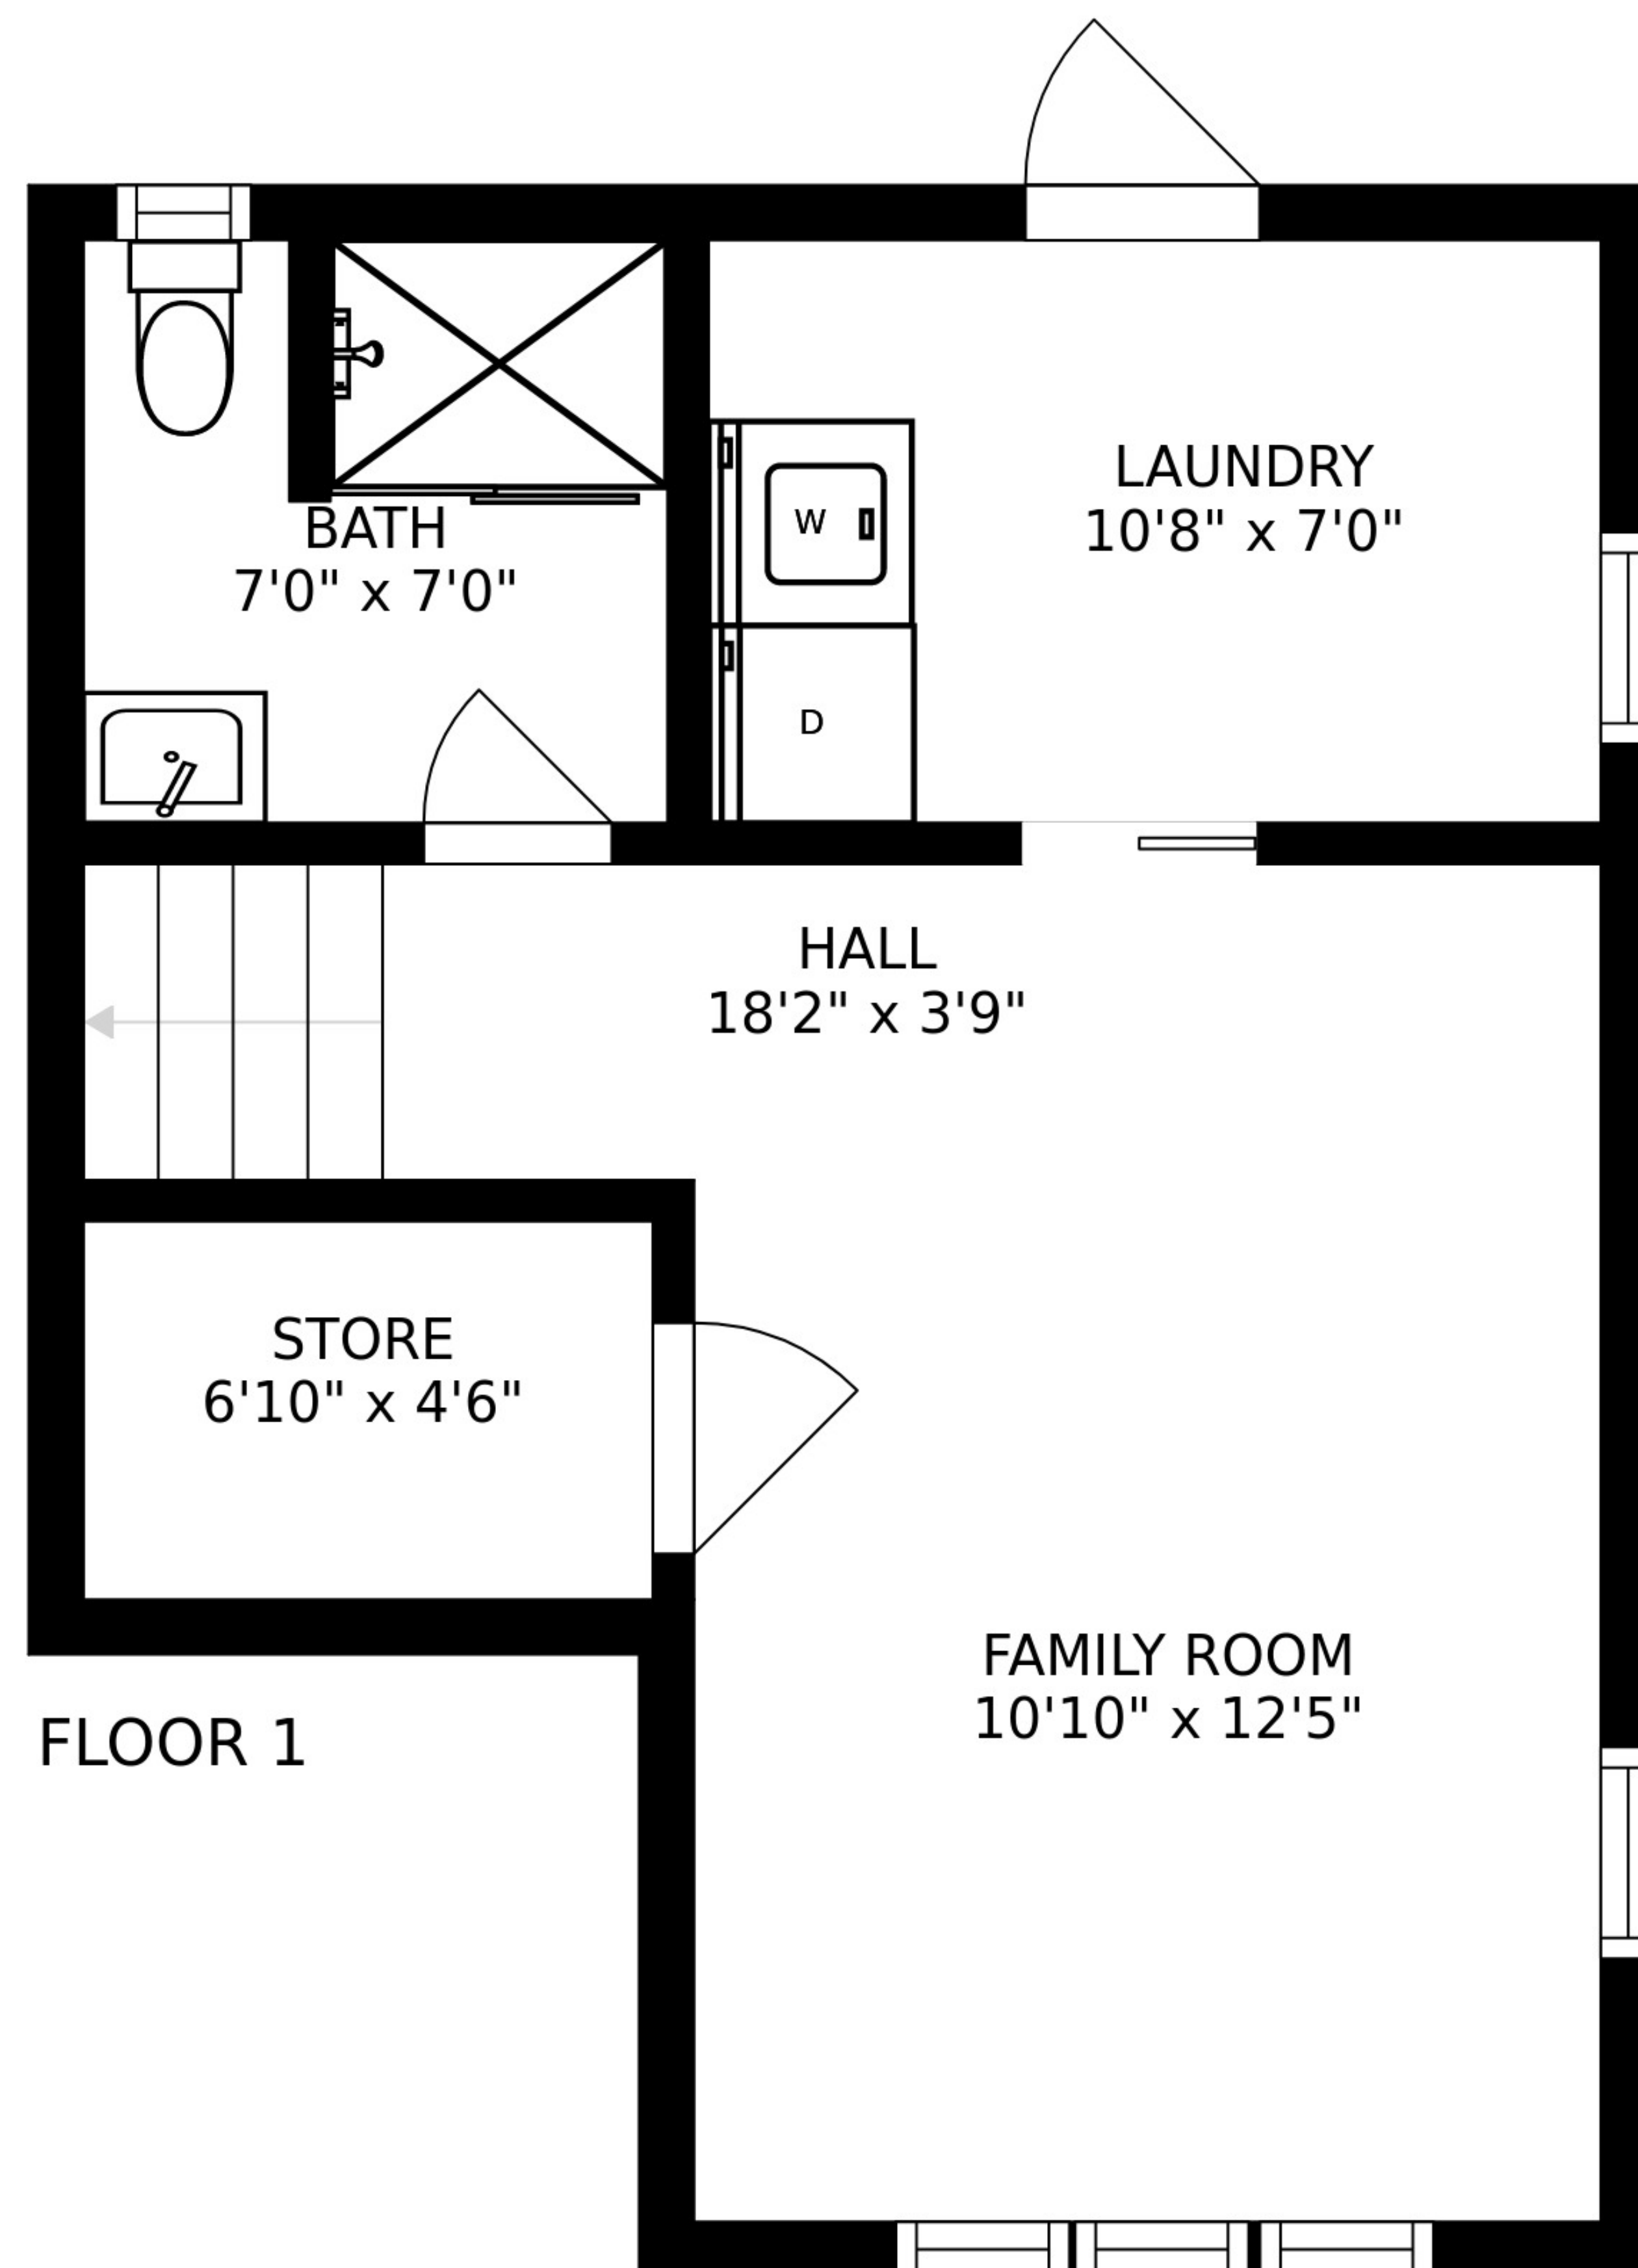 LAUNDRY
10'8" x 7'0"
W
BATH
7'0" x 7'0"
D
HALL
18'2" x 3'9"
STORE
6'10" x 4'6"
FAMILY ROOM
10'10" x 12'5"
FLOOR 1